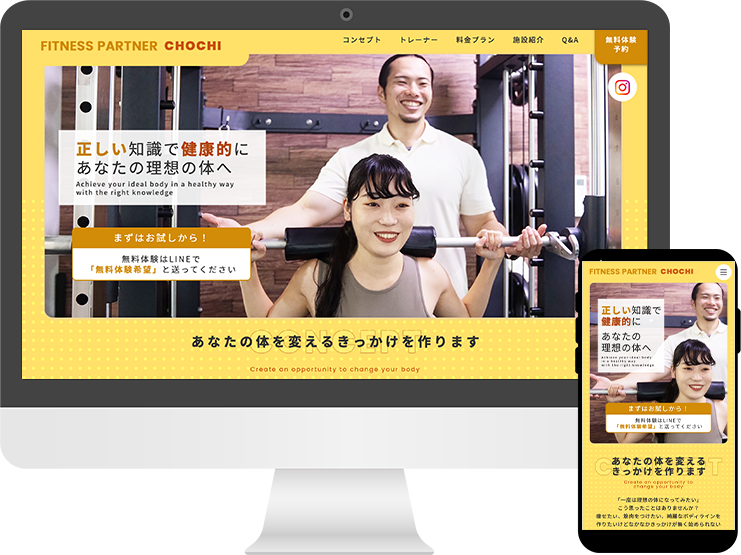 FITNESS PARTNER CHOCHI
コンセプト トレーナー 料金プラン 施設紹介 Q&A
無料体験
予約
正しい知識で健康的に
あなたの理想の体へ
Achieve your ideal body in a healthy way
with the right knowledge
まずはお試しから！
無料体験はLINEで
「無料体験希望」と送ってください
CONCEPT
あなたの体を変えるきっかけを作ります
Create an opportunity to change your body
FITNESS PARTNER CHOCHI
正しい知識で
健康的に
あなたの
理想の体へ
Achieve your ideal body
in a healthy way
with the right knowledge
まずはお試しから！
無料体験はLINEで
「無料体験希望」と送ってください
CONCEPT
あなたの体を変える
きっかけを作ります
Create an opportunity to
change your body
「一度は理想の体になってみたい」
こう思ったことはありませんか？
痩せたい、筋肉をつけたい、綺麗なボディラインを
作りたいけどなかなかきっかけが無く始められない